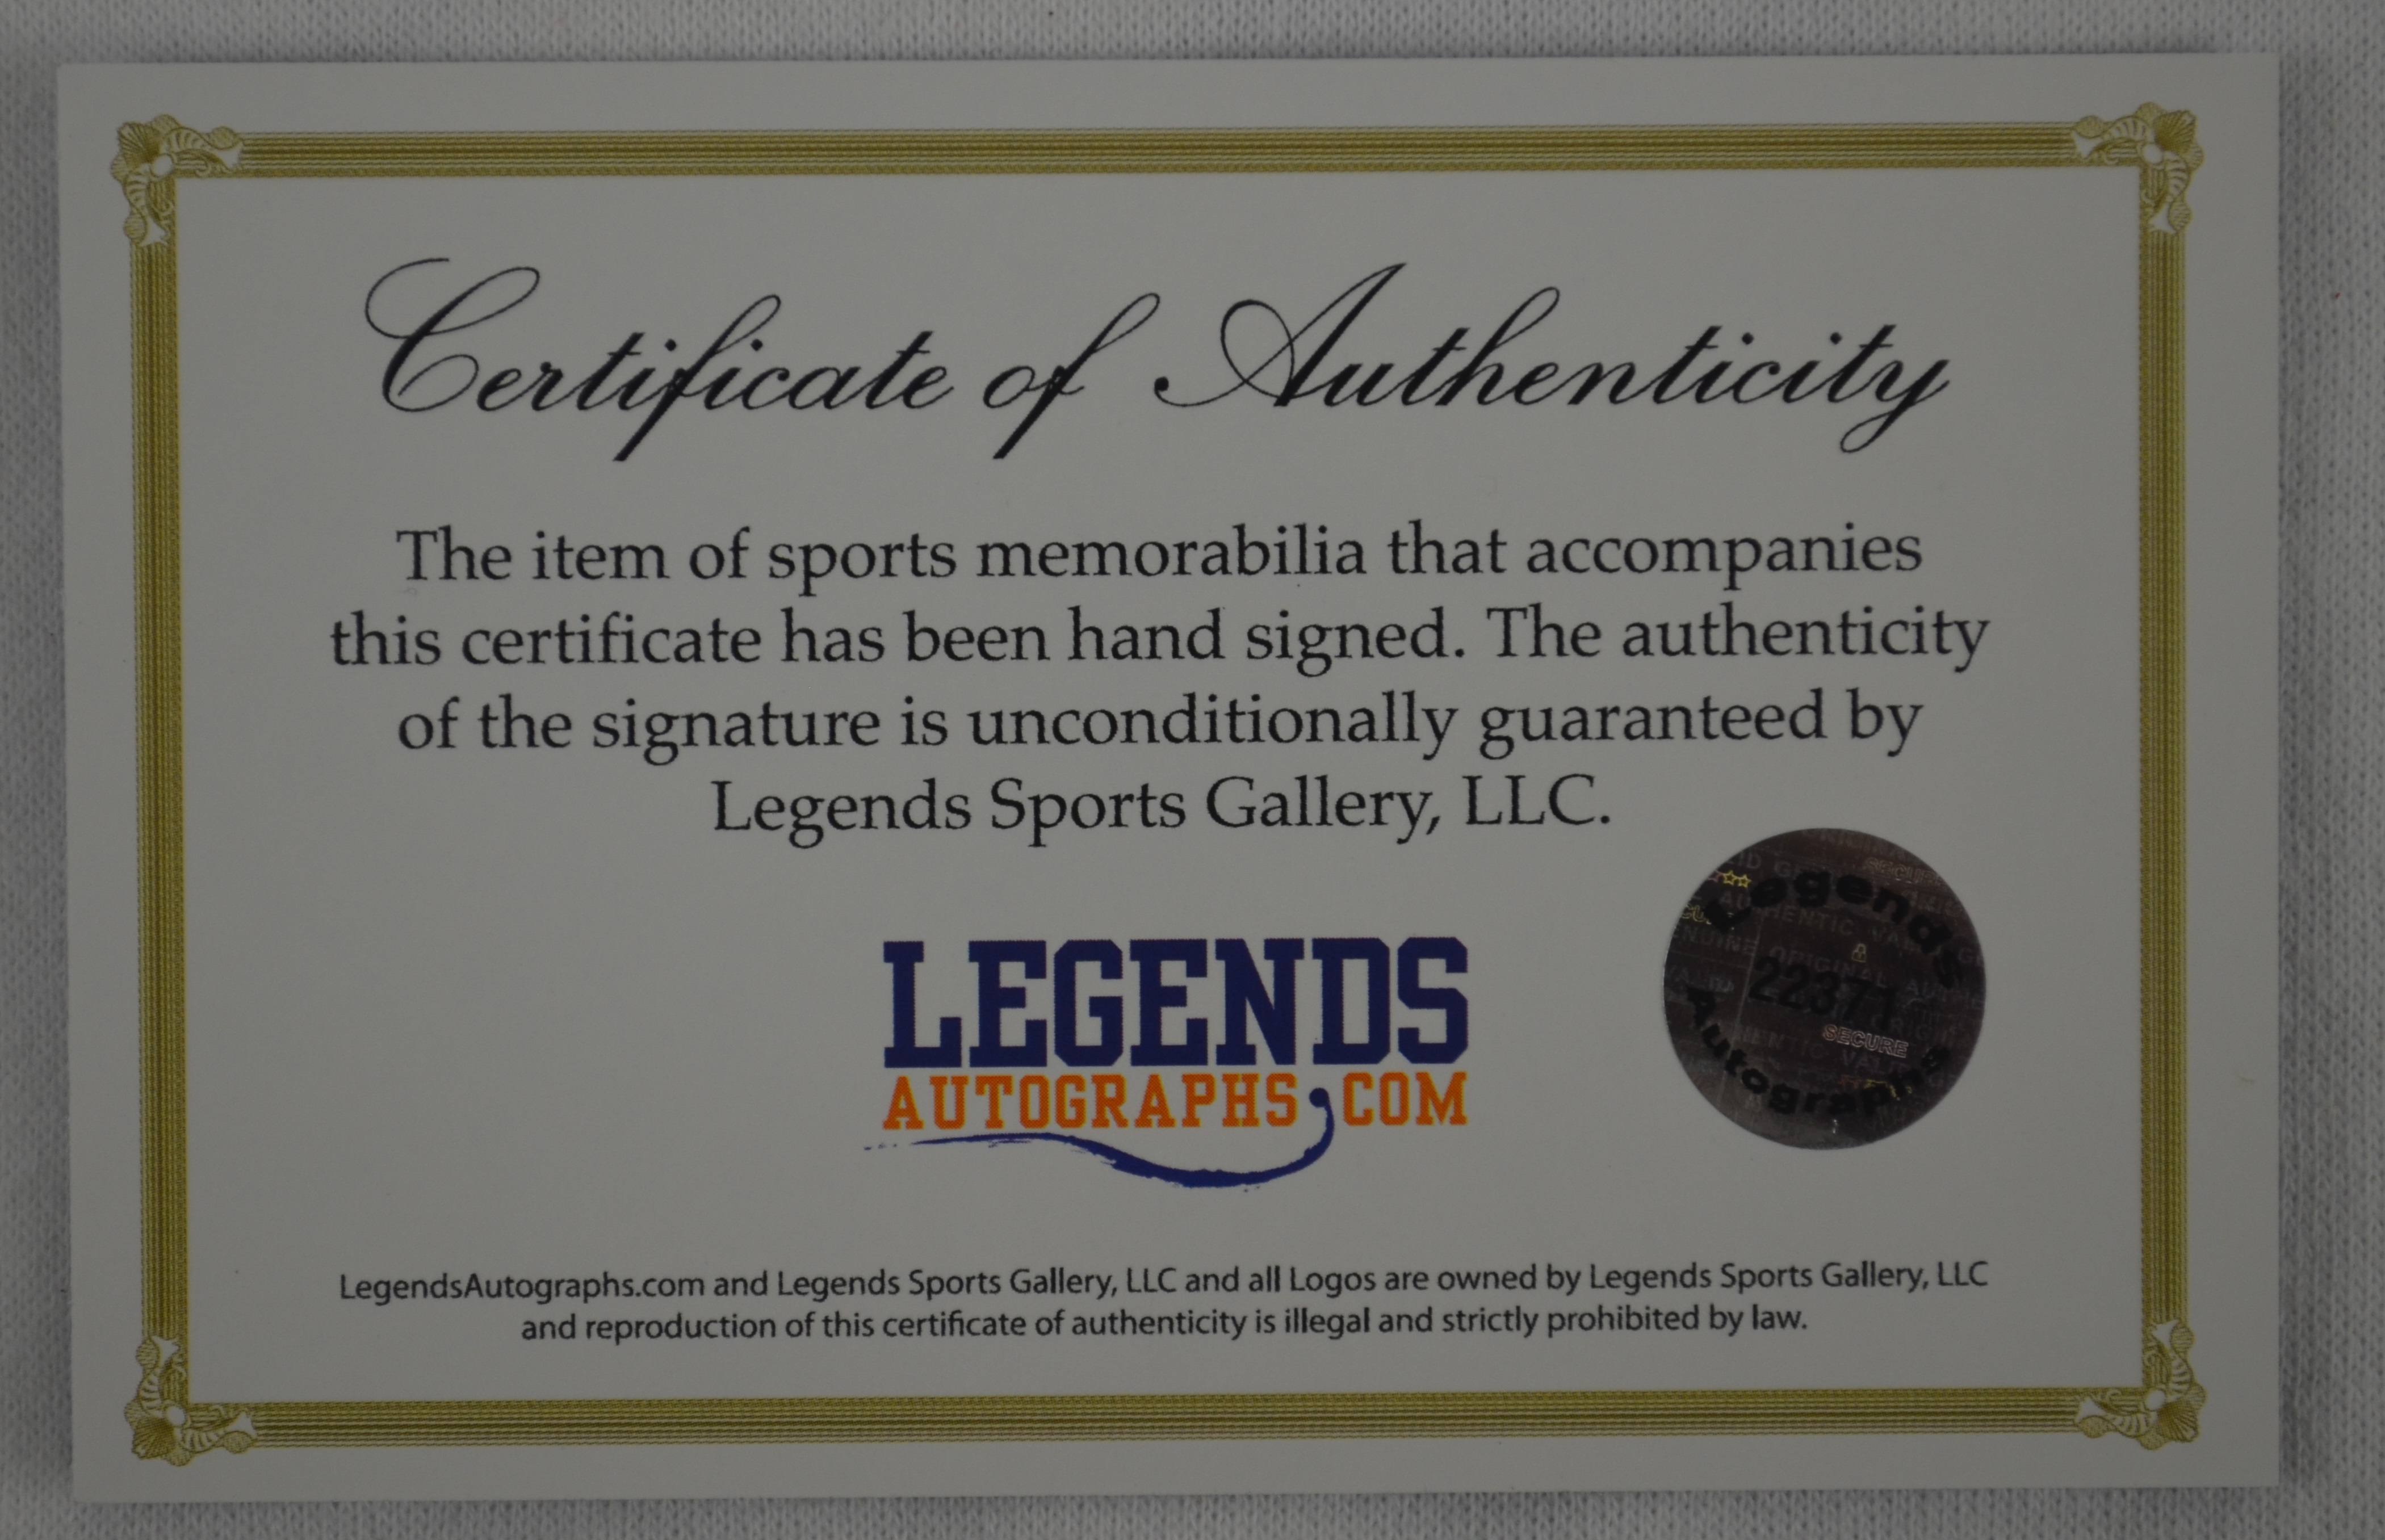 Certificate of Authenticity
The item of sports memorabilia that accompanies
this certificate has been hand signed. The authenticity
of the signature is unconditionally guaranteed by
Legends Sports Gallery, LLC.
LEGENDS
AUTOGRAPHS.COM
Legends
22371
SECURE
Autographs
LegendsAutographs.com and Legends Sports Gallery, LLC and all Logos are owned by Legends Sports Gallery, LLC
and reproduction of this certificate of authenticity is illegal and strictly prohibited by law.